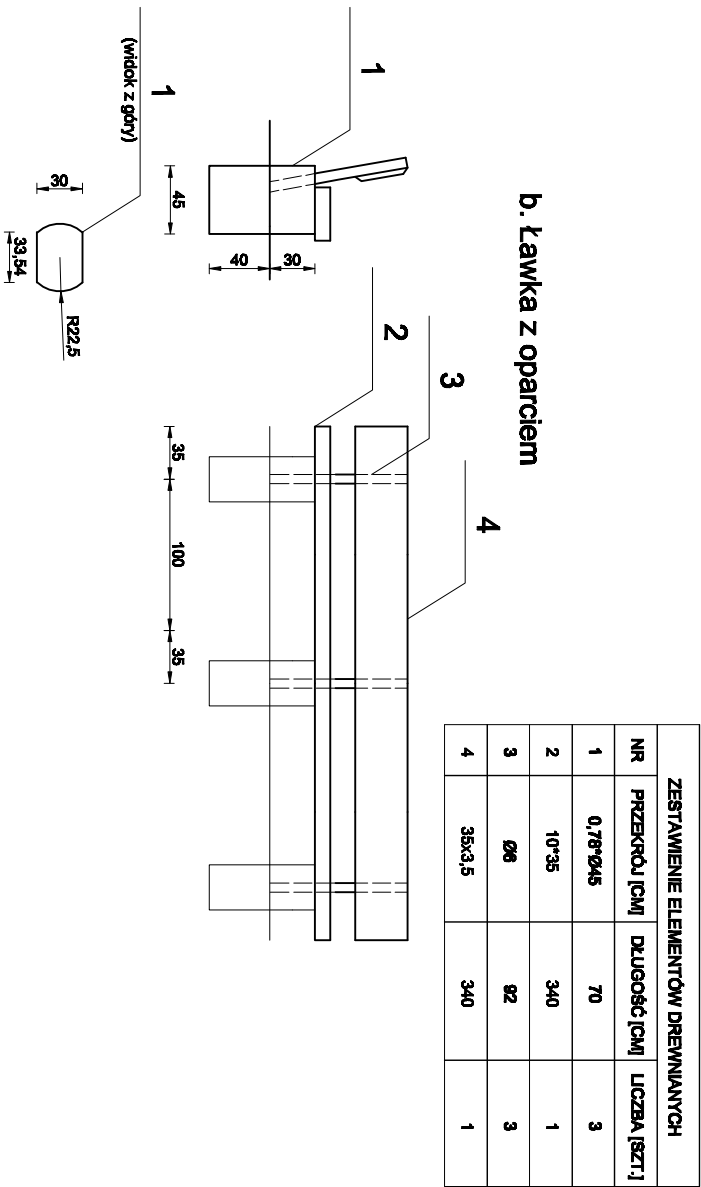 b. Ławka z oparciem
ZESTAWIENIE ELEMENTÓW DREWNIANYCH
NR PRZEKRÓJ [CM] DŁUGOŚĆ [CM] LICZBA [SZT.]
1 0,78*Ø45 70 3
2 10*35 340 1
3 Ø8 92 3
4 35x3,5 340 1
1
45
40
30
2
3
4
35
100
35
1
(widok z góry)
30
33,54
R22,5